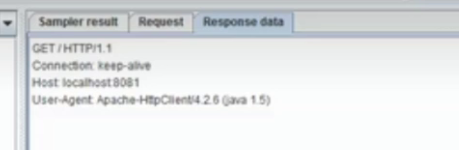 Sampler result Request Response data
GET / HTTP/1.1
Connection: keep-alive
Host: localhost:8081
User-Agent: Apache-HttpClient/4.2.6 (java 1.5)